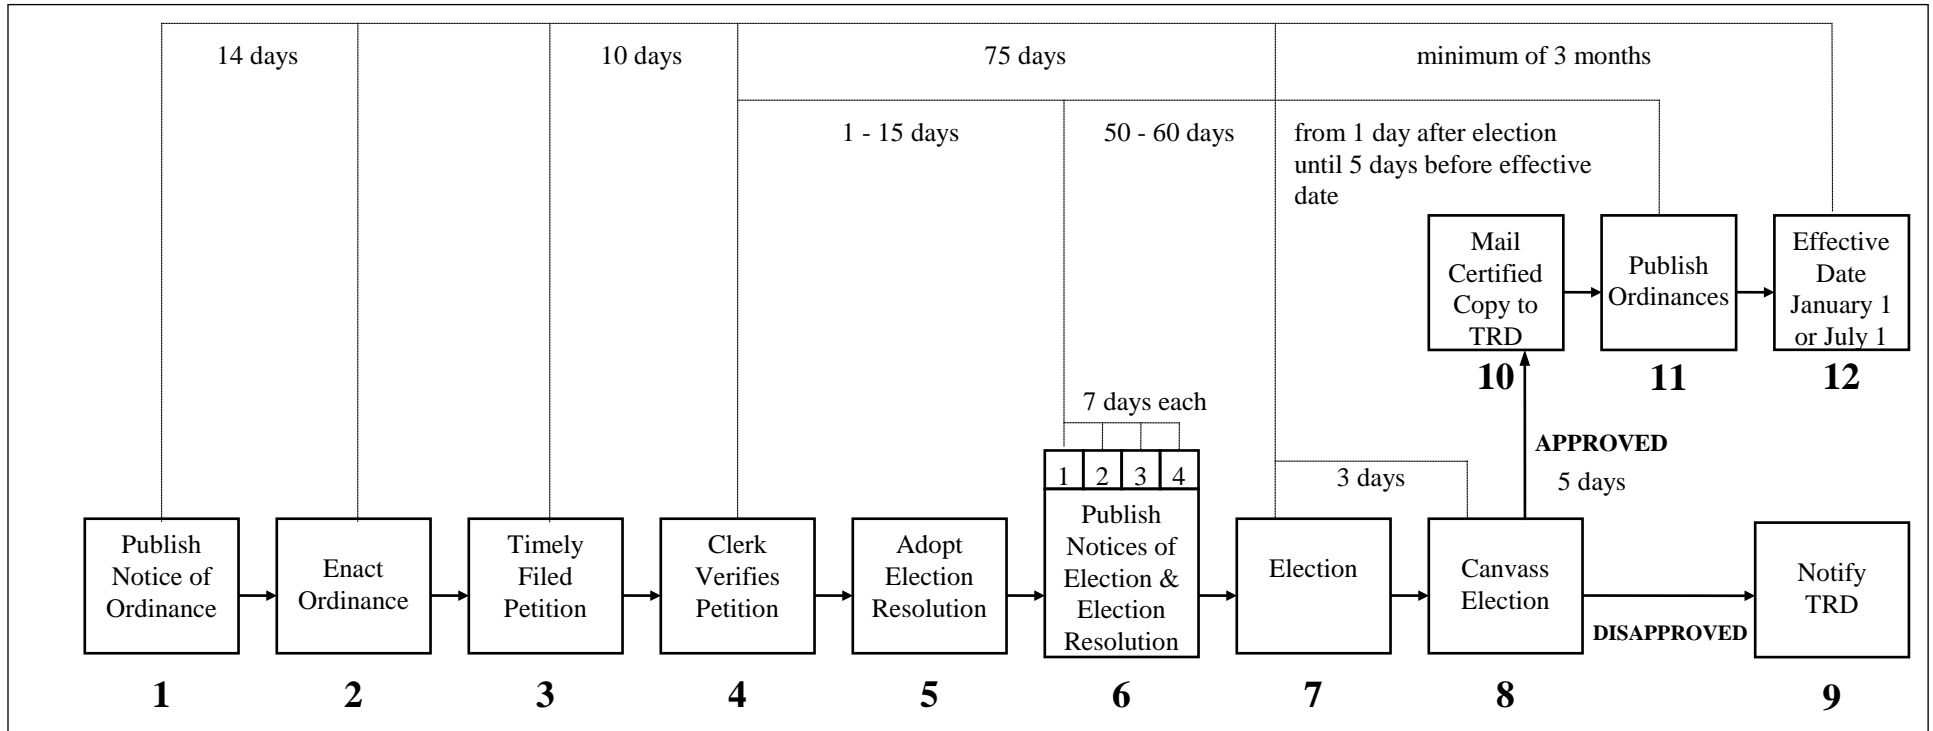 14 days
10 days
75 days
minimum of 3 months
1 - 15 days
50 - 60 days
from 1 day after election
until 5 days before effective
date
Mail
Certified
Copy to
TRD
10
Publish
Ordinances
11
Effective
Date
January 1
or July 1
12
7 days each
APPROVED
5 days
3 days
1 2 3 4
Publish
Notice of
Ordinance
1
Enact
Ordinance
2
Timely
Filed
Petition
3
Clerk
Verifies
Petition
4
Adopt
Election
Resolution
5
Publish
Notices of
Election &
Election
Resolution
6
Election
7
Canvass
Election
8
DISAPPROVED
Notify
TRD
9